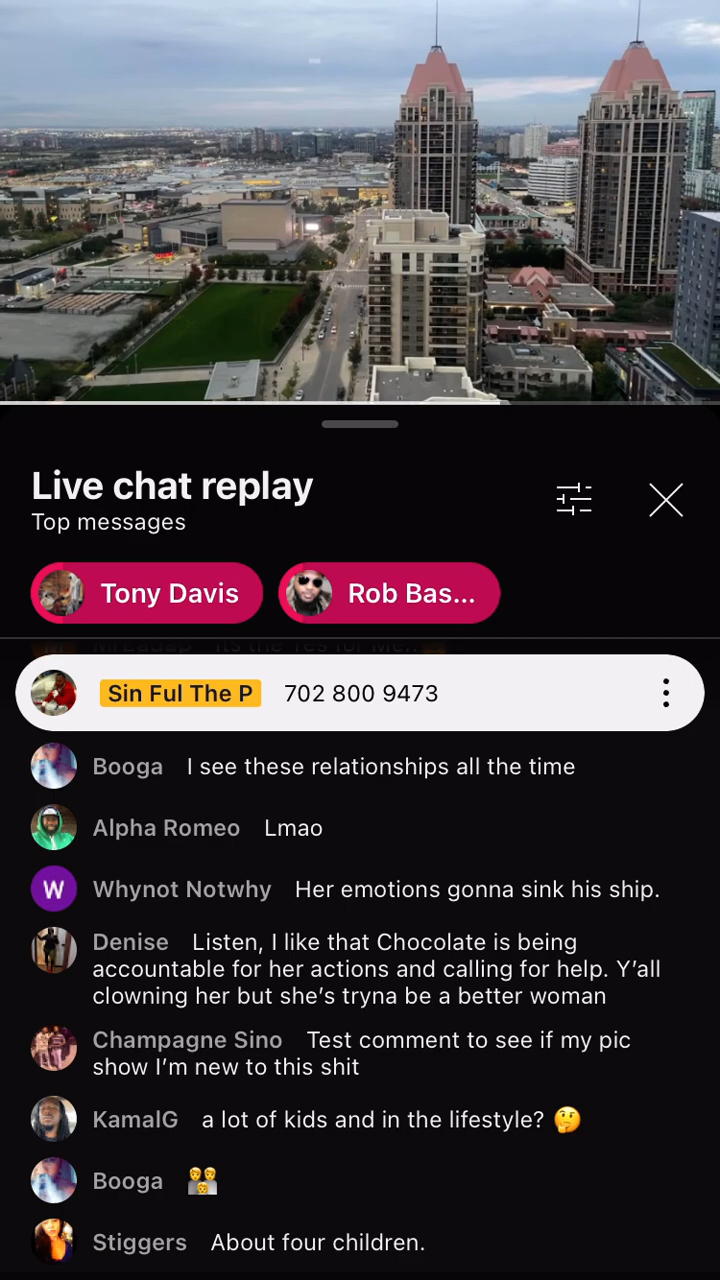 Live chat replay
Top messages
Tony Davis
Rob Bas...
Sin Ful The P 702 800 9473
Booga I see these relationships all the time
Alpha Romeo Lmao
W
Whynot Notwhy Her emotions gonna sink his ship.
Denise Listen, I like that Chocolate is being
accountable for her actions and calling for help. Y’all
clowning her but she’s tryna be a better woman
Champagne Sino Test comment to see if my pic
show I’m new to this shit
KamalG a lot of kids and in the lifestyle? 🤔
Booga 👨‍👩‍👦
Stiggers About four children.